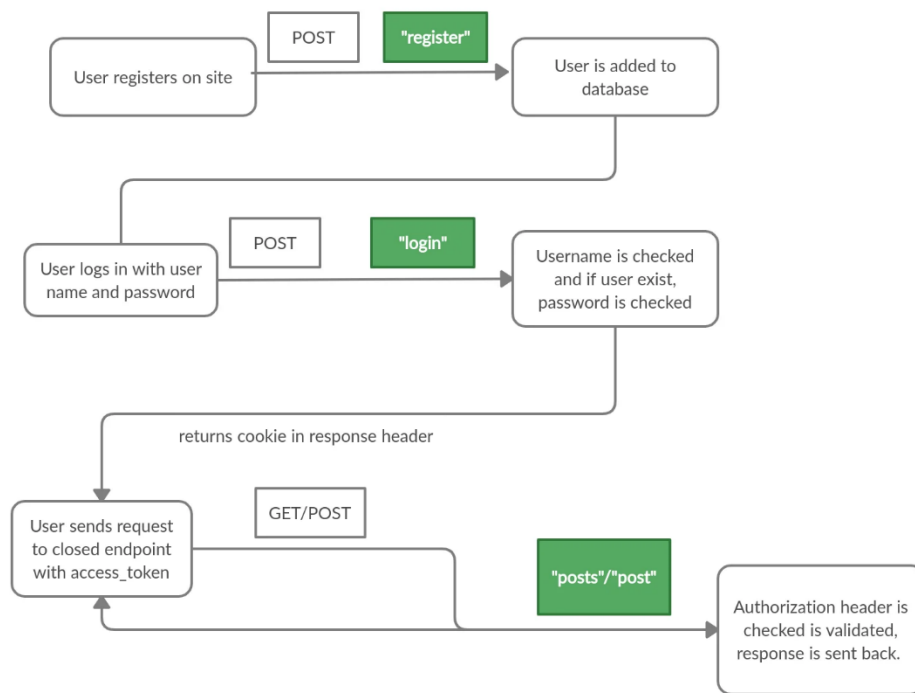 POST
"register"
User registers on site
User is added to
database
POST
"login"
User logs in with user
name and password
Username is checked
and if user exist,
password is checked
returns cookie in response header
GET/POST
User sends request
to closed endpoint
with access_token
"posts"/"post"
Authorization header is
checked is validated,
response is sent back.